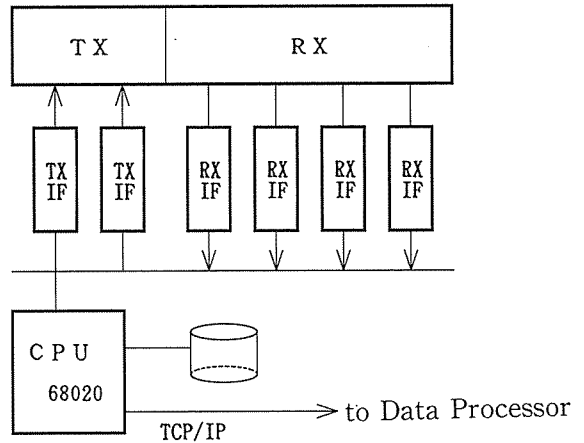 TX
RX
TX
IF
TX
IF
RX
IF
RX
IF
RX
IF
RX
IF
CPU
68020
TCP/IP
to Data Processor